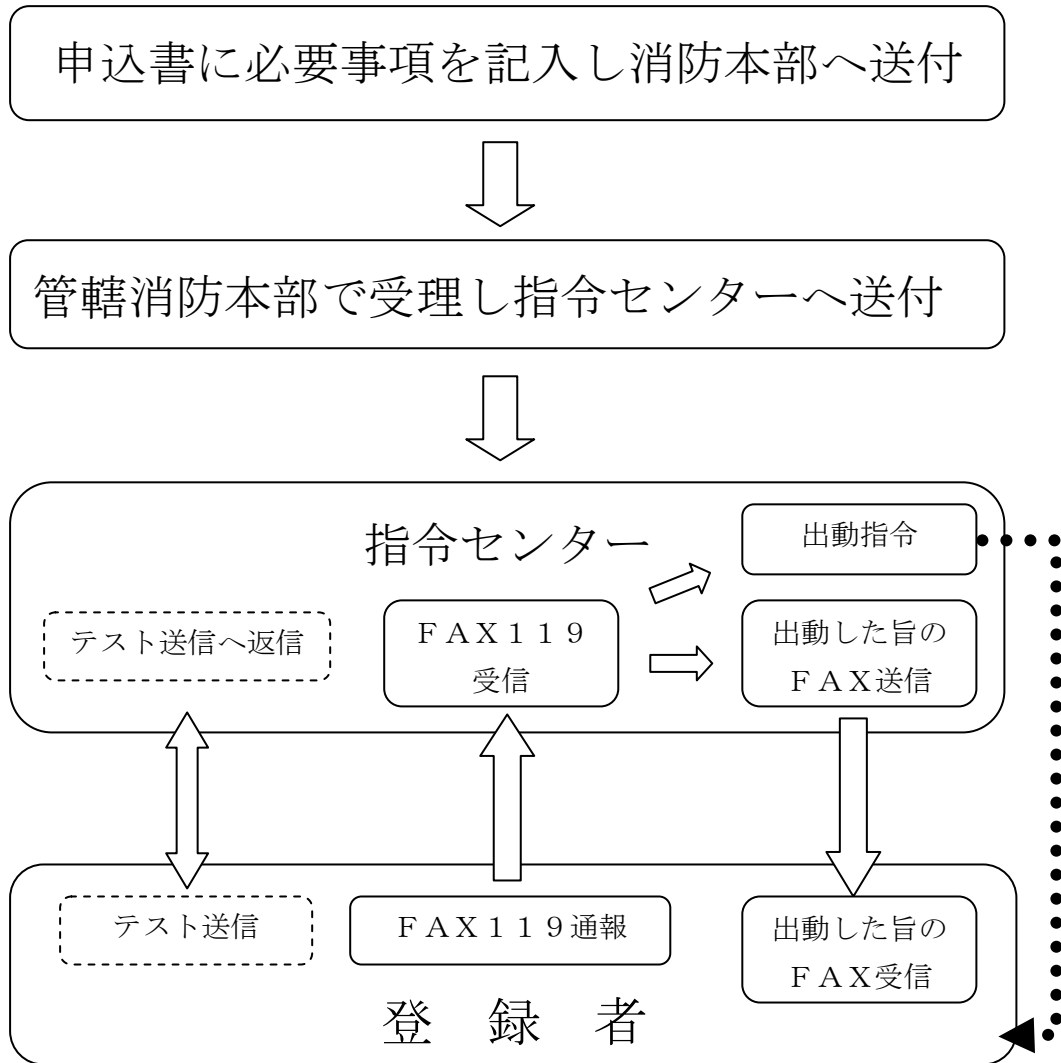 申込書に必要事項を記入し消防本部へ送付
管轄消防本部で受理し指令センターへ送付
指令センター
出動指令
テスト送信へ返信
ＦＡＸ１１９
受信
出動した旨の
ＦＡＸ送信
テスト送信
ＦＡＸ１１９通報
出動した旨の
ＦＡＸ受信
登　録　者